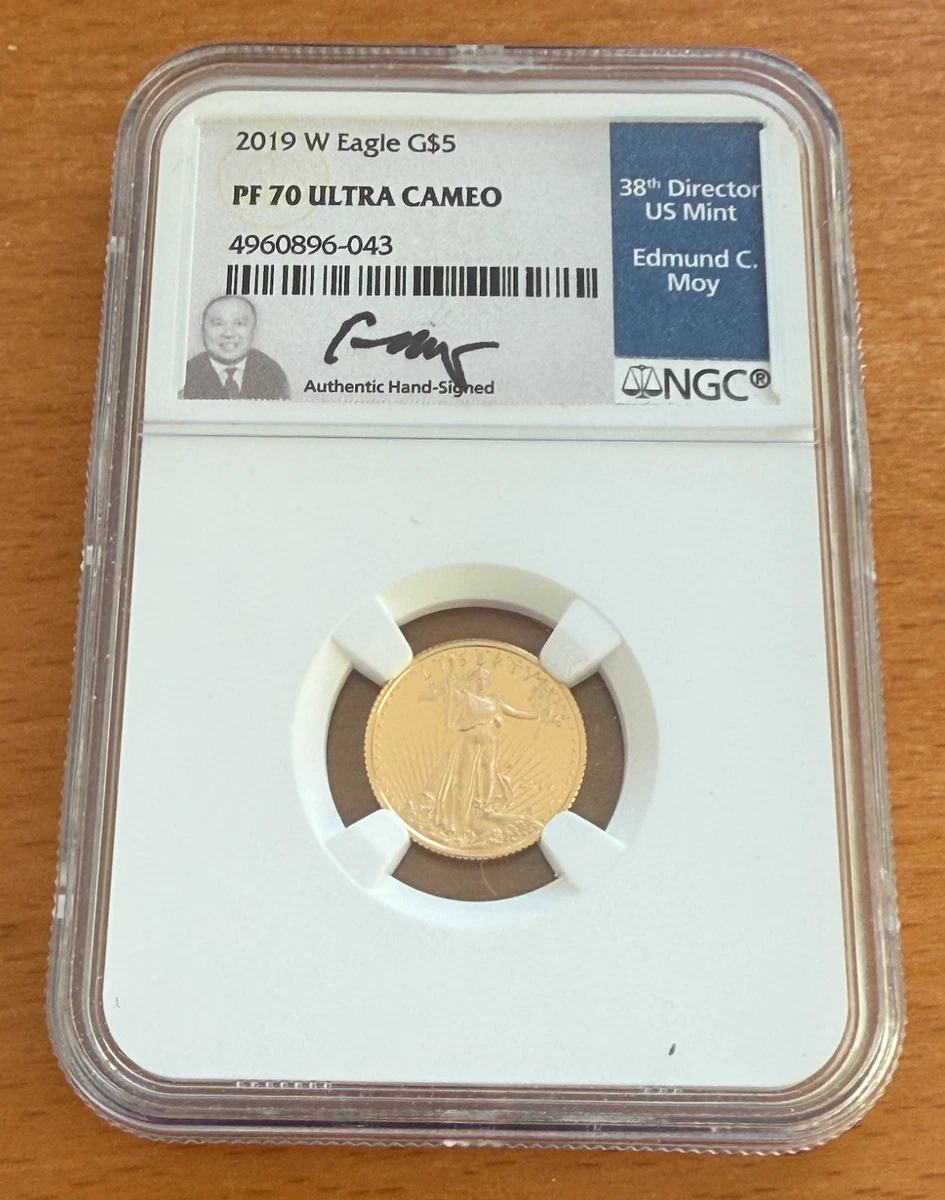 2019 W Eagle G$5
PF 70 ULTRA CAMEO
4960896-043
Authentic Hand-Signed
38th Director
US Mint
Edmund C.
Moy
NGC®
LIBERTY